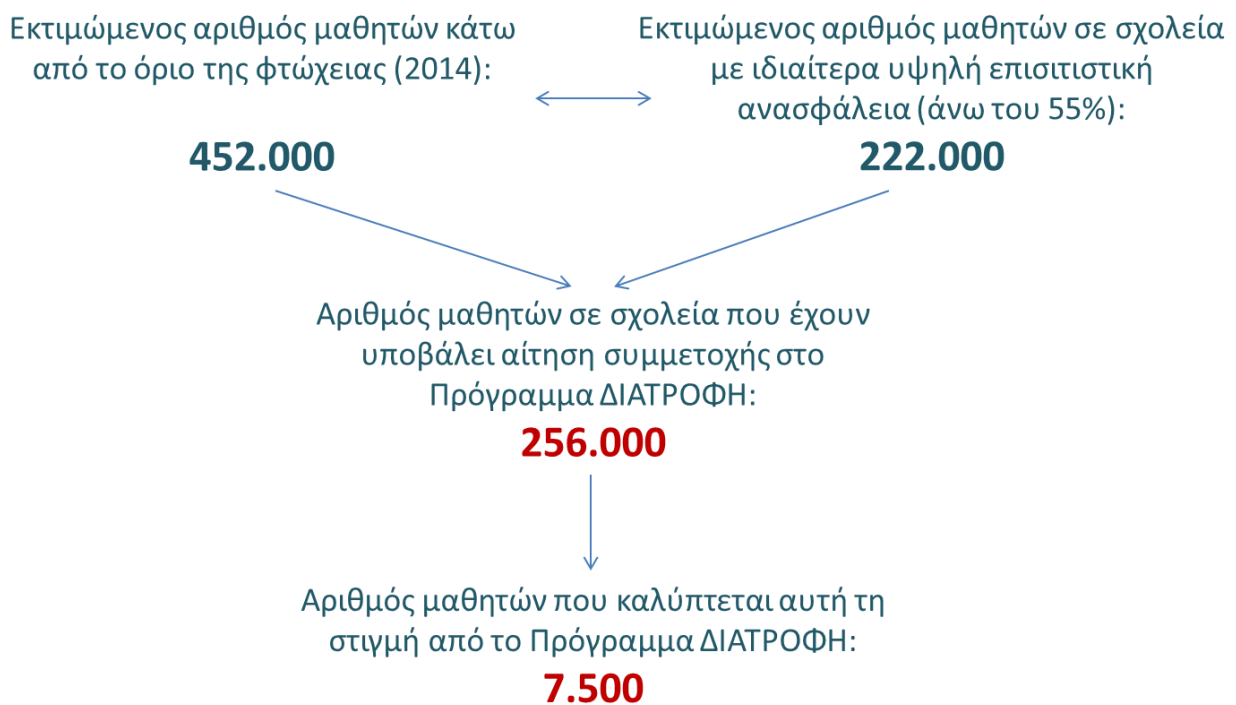 Εκτιμώμενος αριθμός μαθητών κάτω
από το όριο της φτώχειας (2014):
452.000
Εκτιμώμενος αριθμός μαθητών σε σχολεία
με ιδιαίτερα υψηλή επισιτιστική
ανασφάλεια (άνω του 55%):
222.000
Αριθμός μαθητών σε σχολεία που έχουν
υποβάλει αίτηση συμμετοχής στο
Πρόγραμμα ΔΙΑΤΡΟΦΗ:
256.000
Αριθμός μαθητών που καλύπτεται αυτή τη
στιγμή από το Πρόγραμμα ΔΙΑΤΡΟΦΗ:
7.500